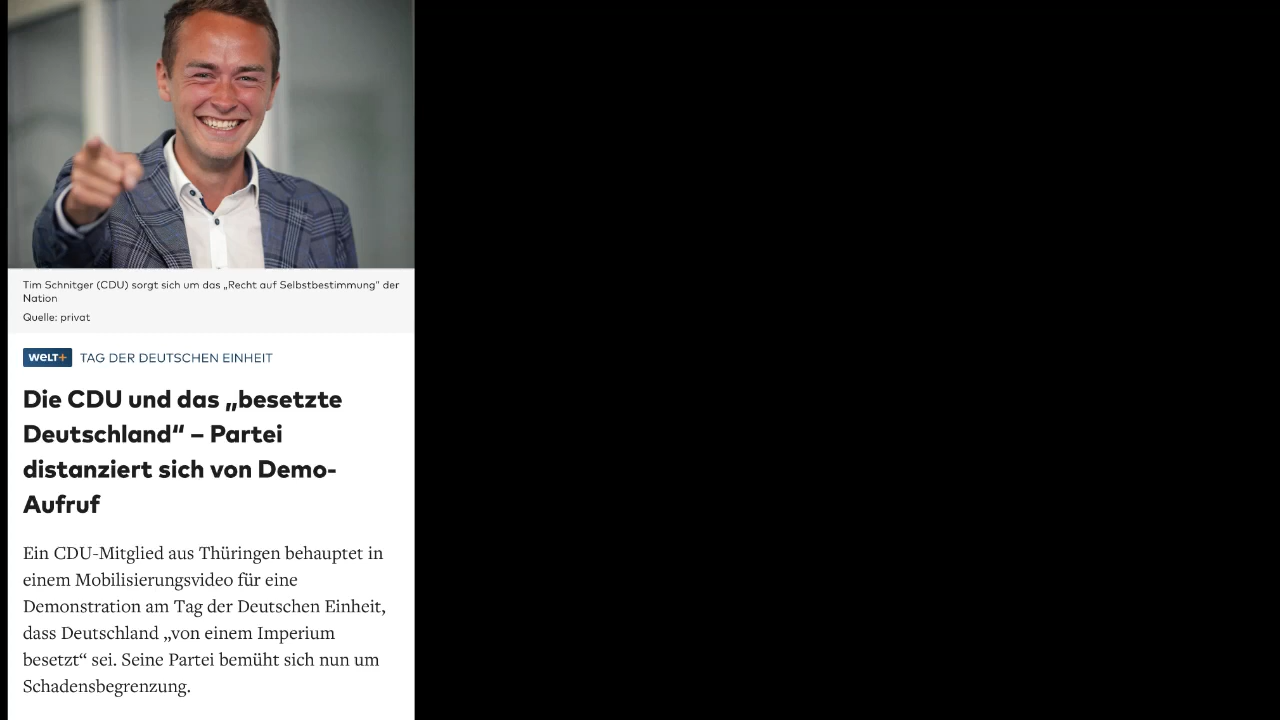 Tim Schnitger (CDU) sorgt sich um das „Recht auf Selbstbestimmung“ der
Nation
Quelle: privat
WELT+ TAG DER DEUTSCHEN EINHEIT
Die CDU und das „besetzte
Deutschland“ – Partei
distanziert sich von Demo-
Aufruf
Ein CDU-Mitglied aus Thüringen behauptet in
einem Mobilisierungsvideo für eine
Demonstration am Tag der Deutschen Einheit,
dass Deutschland „von einem Imperium
besetzt“ sei. Seine Partei bemüht sich nun um
Schadensbegrenzung.